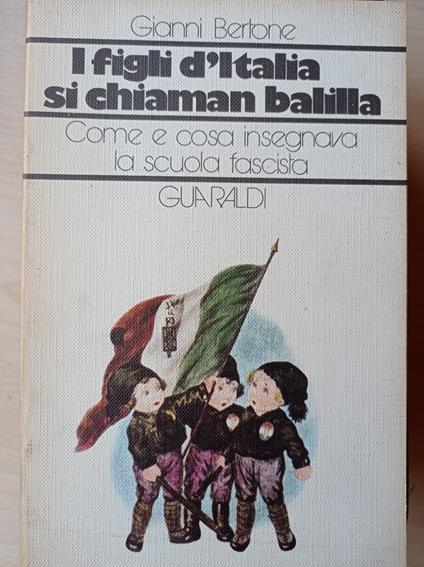 Gianni Bertone
I figli d'Italia
si chiaman balilla
Come e cosa insegnava
la scuola fascista
GUARALDI